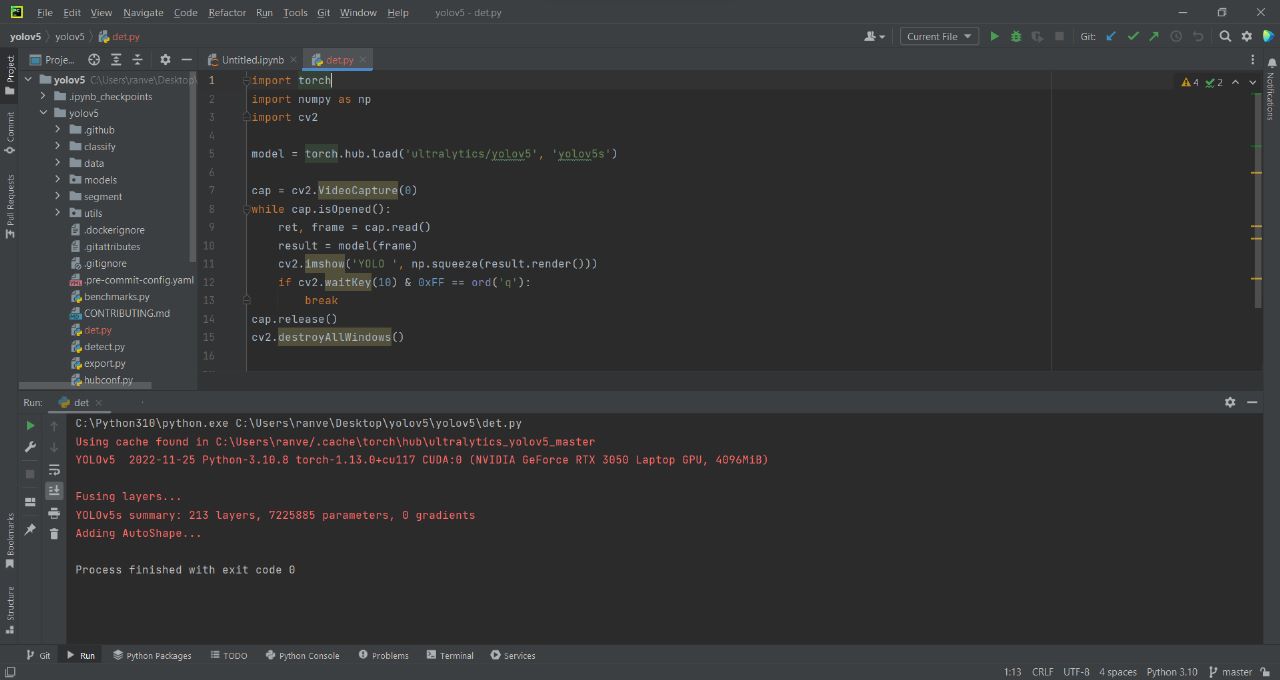 PC File Edit View Navigate Code Refactor Run Tools Git Window Help yolov5 - det.py
yolov5 yolov5 det.py Current File Git:
Project
Commit
Pull Requests
Bookmarks
Structure
Notifications
Proje...
yolov5 C:\Users\ranve\Desktop\
.ipynb_checkpoints
yolov5
.github
classify
data
models
segment
utils
.dockerignore
.gitattributes
.gitignore
.pre-commit-config.yaml
benchmarks.py
CONTRIBUTING.md
det.py
detect.py
export.py
hubconf.py
Untitled.ipynb det.py
4 2
1 import torch
2 import numpy as np
3 import cv2
4
5 model = torch.hub.load('ultralytics/yolov5', 'yolov5s')
6
7 cap = cv2.VideoCapture(0)
8 while cap.isOpened():
9 ret, frame = cap.read()
10 result = model(frame)
11 cv2.imshow('YOLO ', np.squeeze(result.render()))
12 if cv2.waitKey(10) & 0xFF == ord('q'):
13 break
14 cap.release()
15 cv2.destroyAllWindows()
16
Run: det
C:\Python310\python.exe C:\Users\ranve\Desktop\yolov5\yolov5\det.py
Using cache found in C:\Users\ranve/.cache\torch\hub\ultralytics_yolov5_master
YOLOv5 2022-11-25 Python-3.10.8 torch-1.13.0+cu117 CUDA:0 (NVIDIA GeForce RTX 3050 Laptop GPU, 4096MiB)
Fusing layers...
YOLOv5s summary: 213 layers, 7225885 parameters, 0 gradients
Adding AutoShape...
Process finished with exit code 0
Git Run Python Packages TODO Python Console Problems Terminal Services
1:13 CRLF UTF-8 4 spaces Python 3.10 master